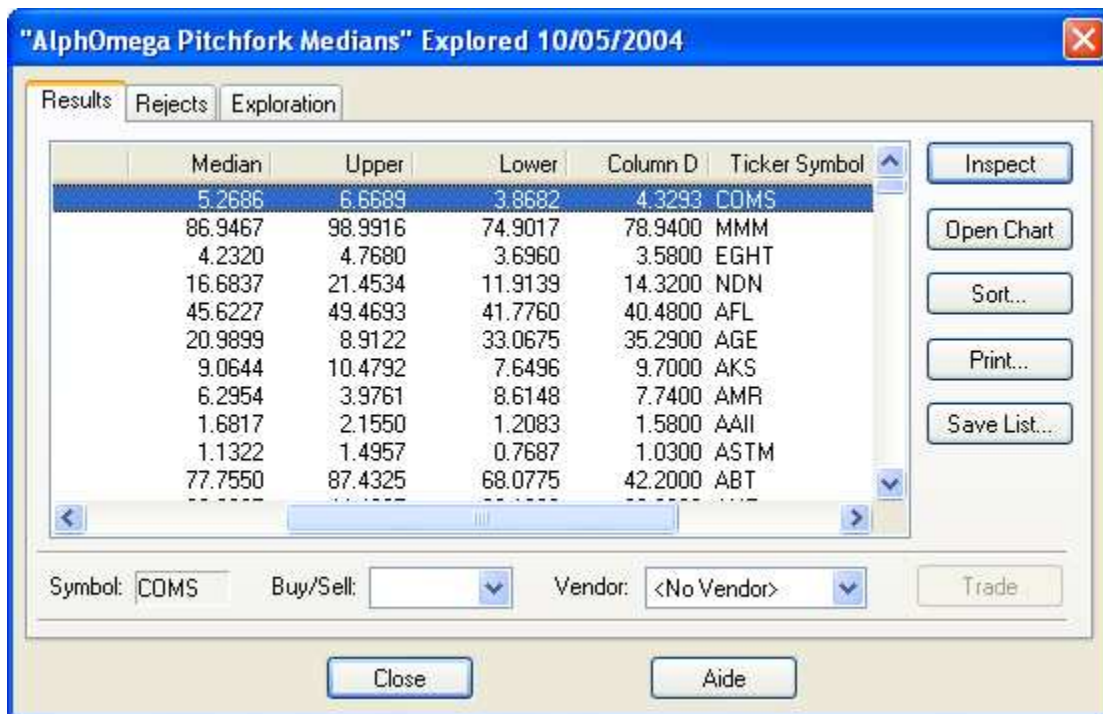 "AlphOmega Pitchfork Medians" Explored 10/05/2004
Results Rejects Exploration
Median Upper Lower Column D Ticker Symbol
5.2686 6.6689 3.8682 4.3293 COMS
86.9467 98.9916 74.9017 78.9400 MMM
4.2320 4.7680 3.6960 3.5800 EGHT
16.6837 21.4534 11.9139 14.3200 NDN
45.6227 49.4693 41.7760 40.4800 AFL
20.9899 8.9122 33.0675 35.2900 AGE
9.0644 10.4792 7.6496 9.7000 AKS
6.2954 3.9761 8.6148 7.7400 AMR
1.6817 2.1550 1.2083 1.5800 AAII
1.1322 1.4957 0.7687 1.0300 ASTM
77.7550 87.4325 68.0775 42.2000 ABT
Inspect
Open Chart
Sort...
Print...
Save List...
Symbol: COMS Buy/Sell: Vendor: <No Vendor> Trade
Close Aide